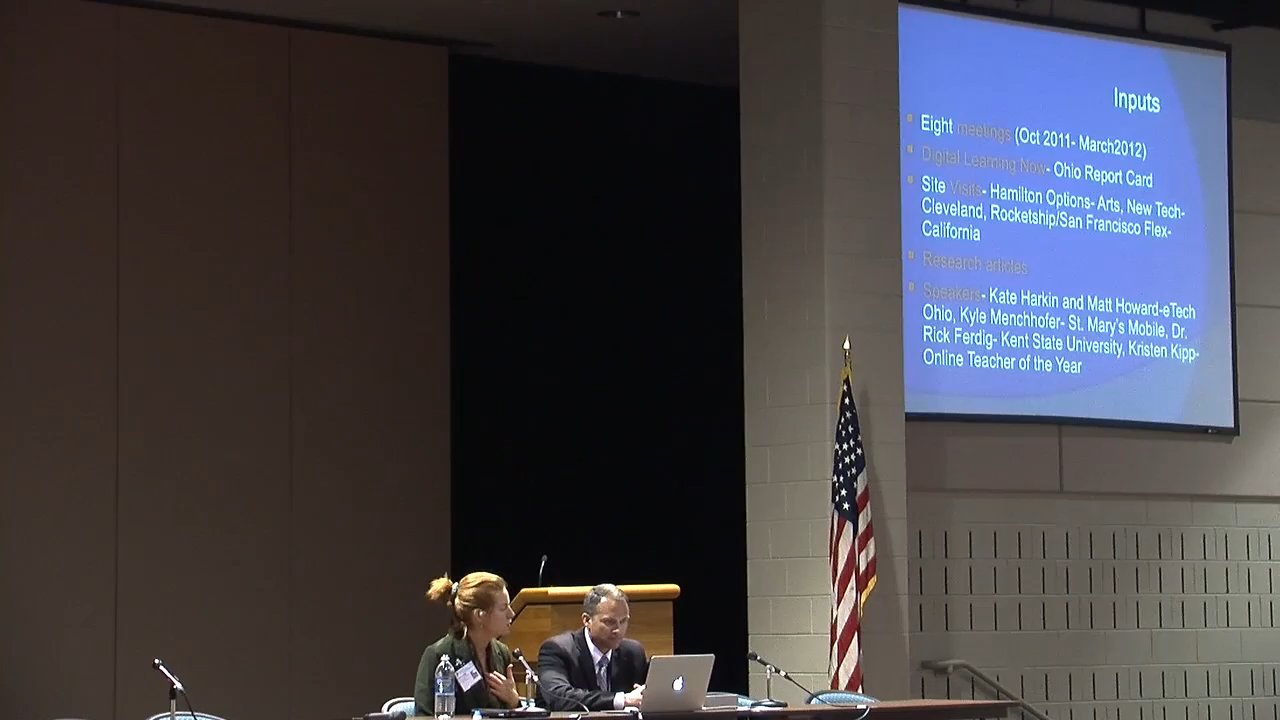 Inputs
Eight meetings (Oct 2011- March2012)
Digital Learning Now- Ohio Report Card
Site Visits- Hamilton Options- Arts, New Tech-
Cleveland, Rocketship/San Francisco Flex-
California
Research articles
Speakers- Kate Harkin and Matt Howard-eTech
Ohio, Kyle Menchhofer- St. Mary's Mobile, Dr.
Rick Ferdig- Kent State University, Kristen Kipp-
Online Teacher of the Year